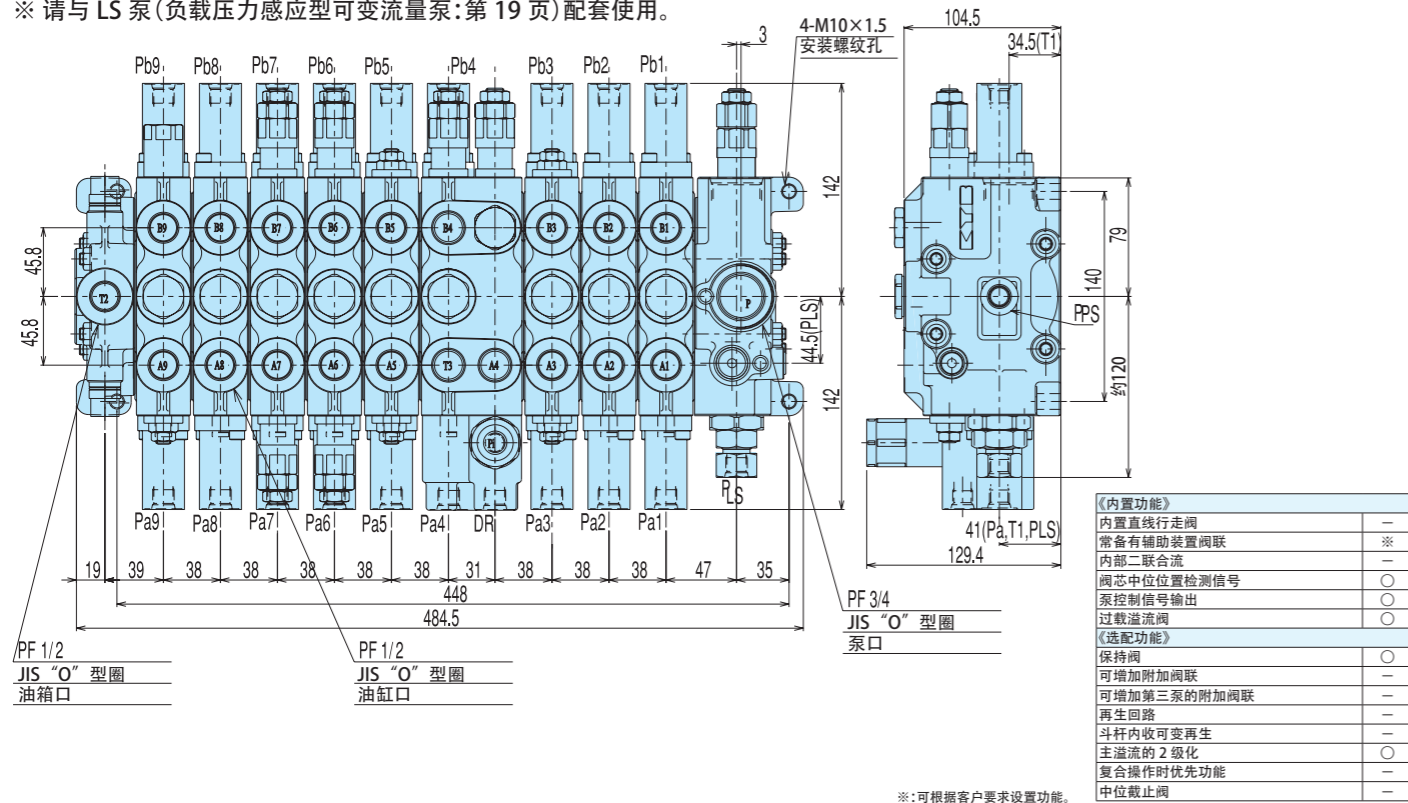 ※ 请与 LS 泵(负载压力感应型可变流量泵:第 19 页)配套使用。
4-M10×1.5
安装螺纹孔
3
104.5
34.5(T1)
Pb9 Pb8 Pb7 Pb6 Pb5 Pb4 Pb3 Pb2 Pb1
142
79
140
KYB
B9 B8 B7 B6 B5 B4 B3 B2 B1
45.8
T2
P
PPS
45.8
44.5(PLS)
A9 A8 A7 A6 A5 T3 A4 A3 A2 A1
142
约120
Pi
PLS
Pa9 Pa8 Pa7 Pa6 Pa5 Pa4 DR Pa3 Pa2 Pa1
41(Pa,T1,PLS)
129.4
19 39 38 38 38 38 38 31 38 38 38 47 35
448
484.5
PF 1/2
JIS “O” 型圈
油箱口
PF 1/2
JIS “O” 型圈
油缸口
PF 3/4
JIS “O” 型圈
泵口
《内置功能》
内置直线行走阀 －
常备有辅助装置阀联 ※
内部二联合流 －
阀芯中位位置检测信号 ○
泵控制信号输出 ○
过载溢流阀 ○
《选配功能》
保持阀 ○
可增加附加阀联 －
可增加第三泵的附加阀联 －
再生回路 －
斗杆内收可变再生 －
主溢流的 2 级化 ○
复合操作时优先功能 －
中位截止阀 －
※:可根据客户要求设置功能。